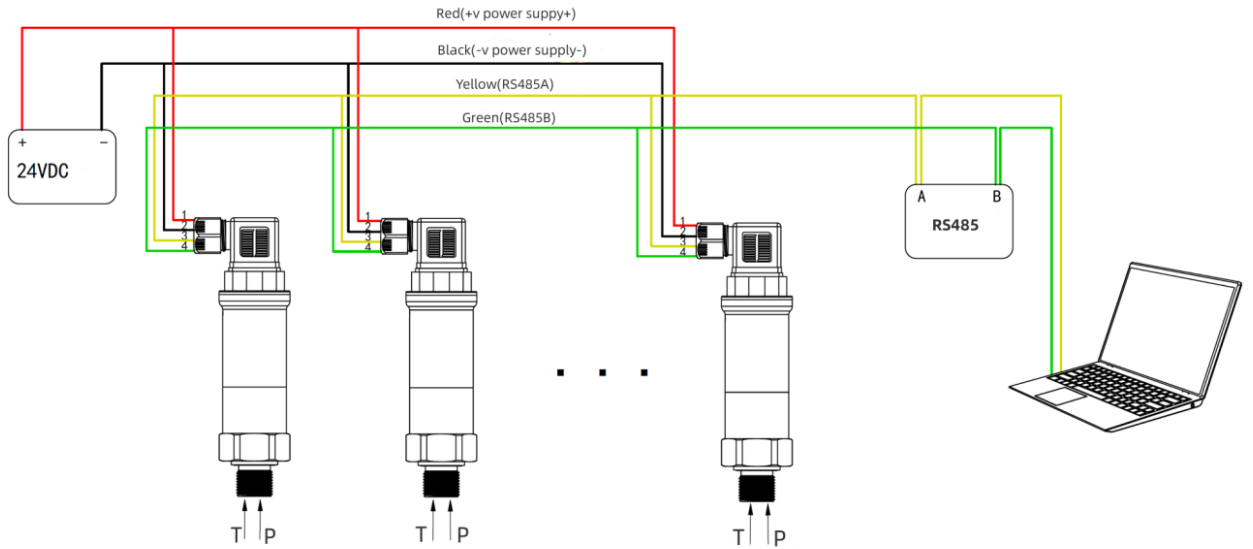 Red(+v power suppy+)
Black(-v power supply-)
Yellow(RS485A)
Green(RS485B)
+ −
24VDC
A B
RS485
1
2
3
4
1
2
3
4
1
2
3
4
T P
T P
T P